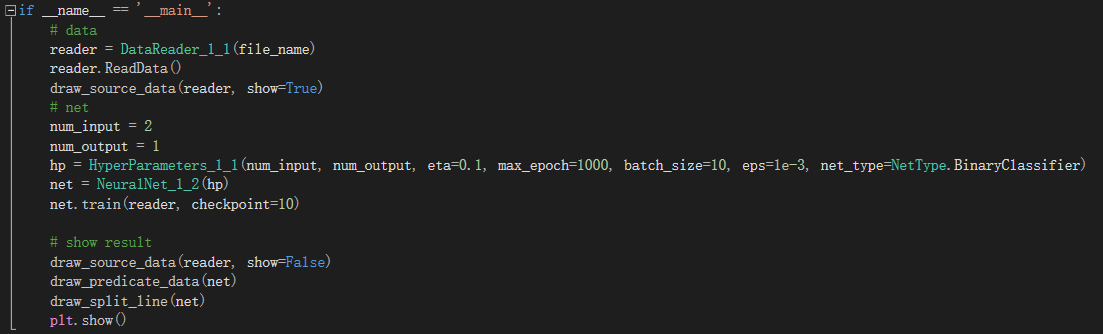 if __name__ == '__main__':
    # data
    reader = DataReader_1_1(file_name)
    reader.ReadData()
    draw_source_data(reader, show=True)
    # net
    num_input = 2
    num_output = 1
    hp = HyperParameters_1_1(num_input, num_output, eta=0.1, max_epoch=1000, batch_size=10, eps=1e-3, net_type=NetType.BinaryClassifier)
    net = NeuralNet_1_2(hp)
    net.train(reader, checkpoint=10)

    # show result
    draw_source_data(reader, show=False)
    draw_predicate_data(net)
    draw_split_line(net)
    plt.show()